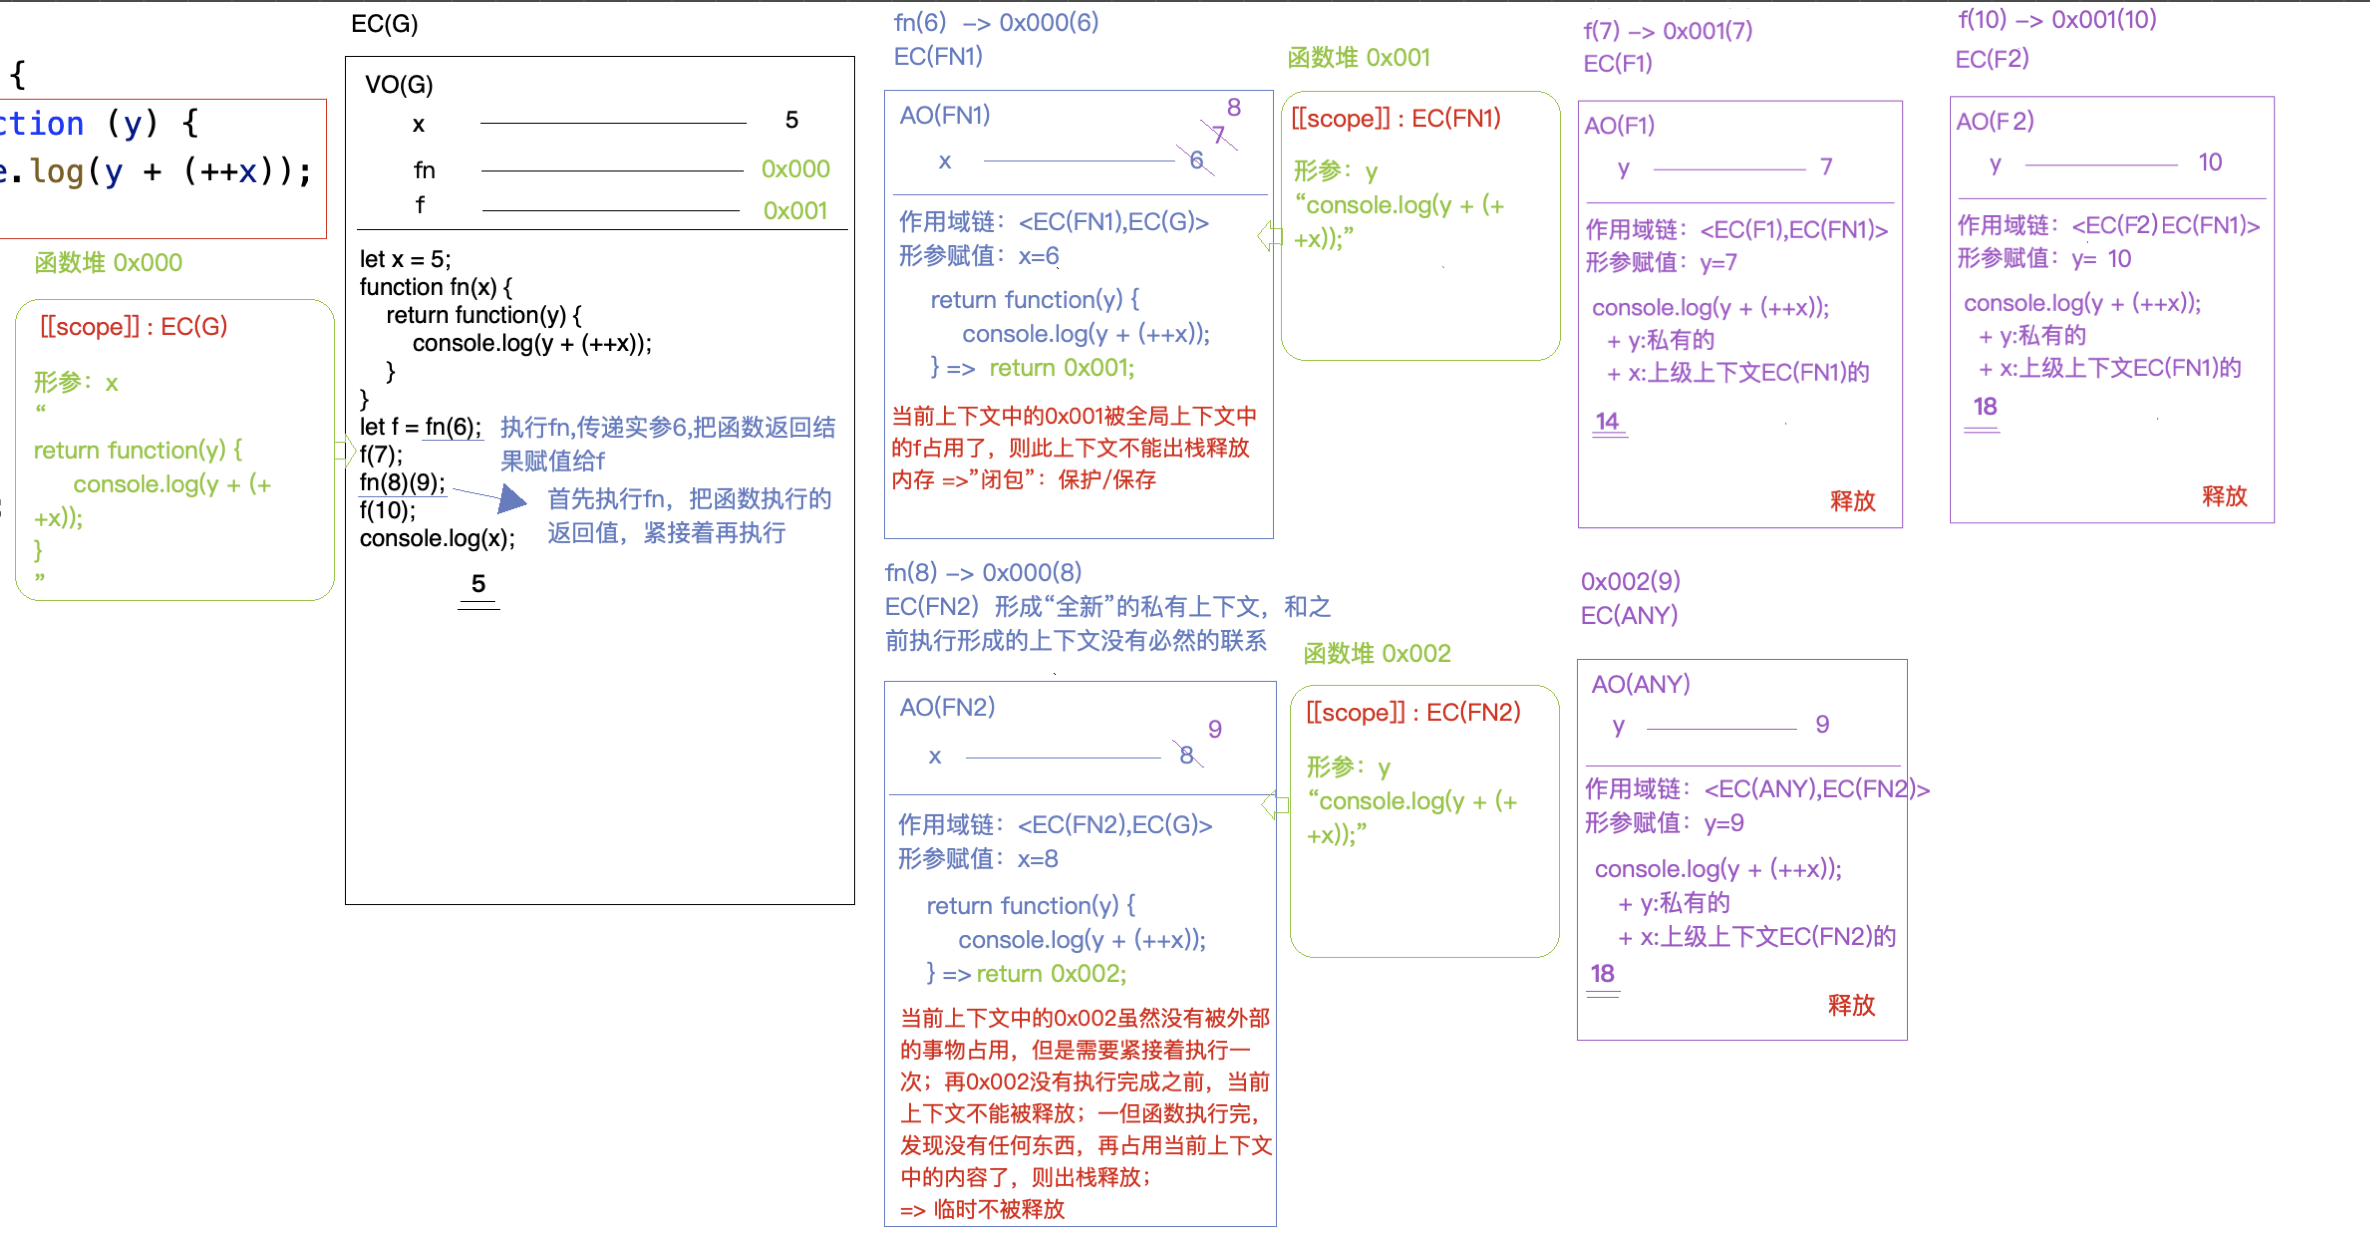 {
ction (y) {
e.log(y + (++x));
函数堆 0x000
[[scope]] : EC(G)
形参：x
“
return function(y) {
console.log(y + (+
+x));
}
”
EC(G)
VO(G)
x 5
fn 0x000
f 0x001
let x = 5;
function fn(x) {
return function(y) {
console.log(y + (++x));
}
}
let f = fn(6); 执行fn,传递实参6,把函数返回结
果赋值给f
f(7);
fn(8)(9);
f(10);
console.log(x);
首先执行fn，把函数执行的
返回值，紧接着再执行
5
fn(6) –> 0x000(6)
EC(FN1)
AO(FN1)
8
7
x 6
作用域链：<EC(FN1),EC(G)>
形参赋值：x=6
return function(y) {
console.log(y + (++x));
} => return 0x001;
当前上下文中的0x001被全局上下文中
的f占用了，则此上下文不能出栈释放
内存 =>”闭包”：保护/保存
函数堆 0x001
[[scope]] : EC(FN1)
形参：y
“console.log(y + (+
+x));”
f(7) –> 0x001(7)
EC(F1)
AO(F1)
y 7
作用域链：<EC(F1),EC(FN1)>
形参赋值：y=7
console.log(y + (++x));
+ y:私有的
+ x:上级上下文EC(FN1)的
14
释放
f(10) –> 0x001(10)
EC(F2)
AO(F2)
y 10
作用域链：<EC(F2)EC(FN1)>
形参赋值：y= 10
console.log(y + (++x));
+ y:私有的
+ x:上级上下文EC(FN1)的
18
释放
fn(8) –> 0x000(8)
EC(FN2) 形成“全新”的私有上下文，和之
前执行形成的上下文没有必然的联系
AO(FN2)
9
x 8
作用域链：<EC(FN2),EC(G)>
形参赋值：x=8
return function(y) {
console.log(y + (++x));
} => return 0x002;
当前上下文中的0x002虽然没有被外部
的事物占用，但是需要紧接着执行一
次；再0x002没有执行完成之前，当前
上下文不能被释放；一但函数执行完，
发现没有任何东西，再占用当前上下文
中的内容了，则出栈释放；
=> 临时不被释放
函数堆 0x002
[[scope]] : EC(FN2)
形参：y
“console.log(y + (+
+x));”
0x002(9)
EC(ANY)
AO(ANY)
y 9
作用域链：<EC(ANY),EC(FN2)>
形参赋值：y=9
console.log(y + (++x));
+ y:私有的
+ x:上级上下文EC(FN2)的
18
释放